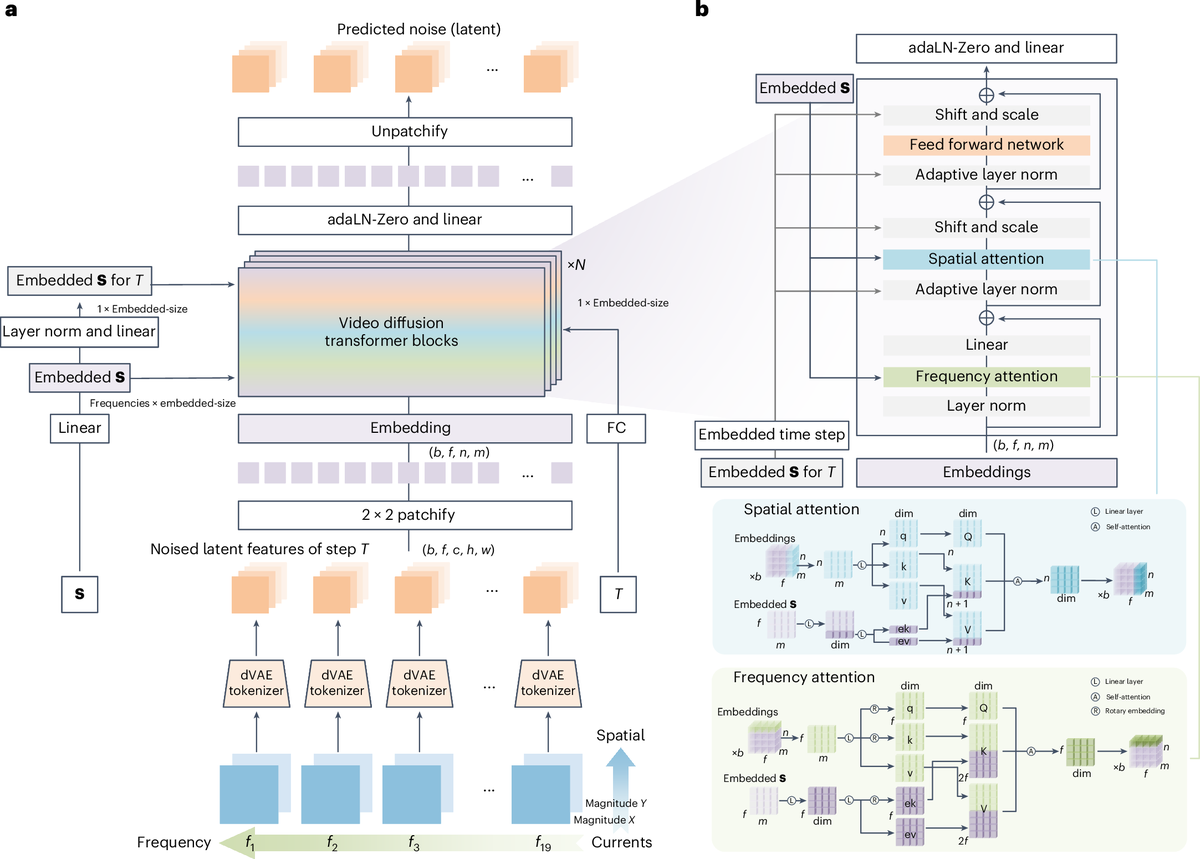 a
Predicted noise (latent)
...
Unpatchify
...
adaLN-Zero and linear
×N
Embedded S for T
1 × Embedded-size
1 × Embedded-size
Layer norm and linear
Video diffusion
transformer blocks
Embedded S
Frequencies × embedded-size
Linear
Embedding
FC
(b, f, n, m)
...
2 × 2 patchify
Noised latent features of step T
(b, f, c, h, w)
S
...
T
dVAE
tokenizer
dVAE
tokenizer
dVAE
tokenizer
...
dVAE
tokenizer
Spatial
...
Magnitude Y
Magnitude X
Frequency
f1
f2
f3
f19
Currents
b
adaLN-Zero and linear
Embedded S
Shift and scale
Feed forward network
Adaptive layer norm
Shift and scale
Spatial attention
Adaptive layer norm
Linear
Frequency attention
Layer norm
Embedded time step
(b, f, n, m)
Embedded S for T
Embeddings
Spatial attention
L Linear layer
A Self-attention
dim
dim
Embeddings
n
q
Q
n
n
n
L
k
K
A
n
n
×b
f
m
m
v
dim
×b
f
m
Embedded S
n + 1
f
L
L
ek
V
m
dim
ev
n + 1
Frequency attention
L Linear layer
A Self-attention
R Rotary embedding
dim
dim
Embeddings
R
q
Q
f
f
n
f
L
R
k
K
A
f
n
×b
f
m
m
v
dim
×b
f
m
Embedded S
2f
f
L
L
R
ek
V
m
f
dim
f
ev
2f